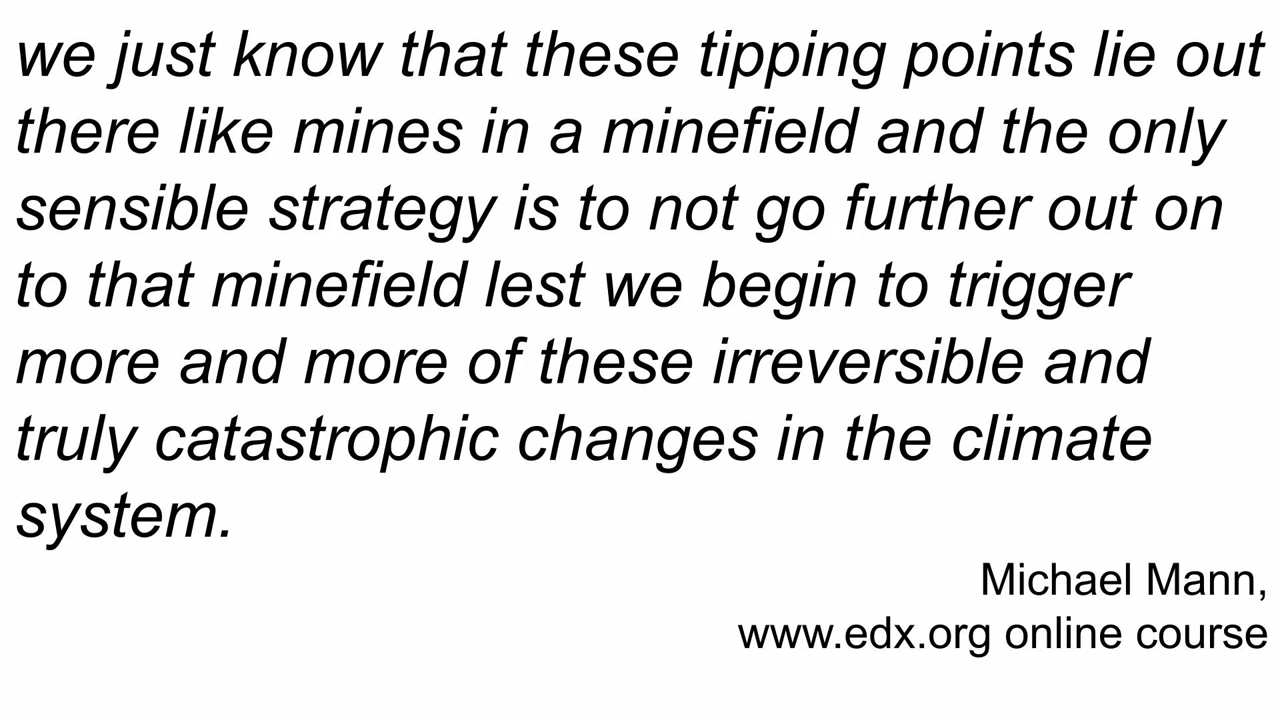 we just know that these tipping points lie out
there like mines in a minefield and the only
sensible strategy is to not go further out on
to that minefield lest we begin to trigger
more and more of these irreversible and
truly catastrophic changes in the climate
system.
Michael Mann,
www.edx.org online course